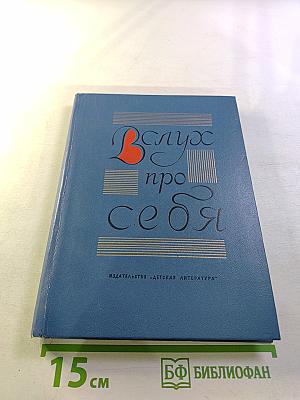 Вслух
про
себя
ИЗДАТЕЛЬСТВО „ДЕТСКАЯ ЛИТЕРАТУРА"
15 см
БФ БИБЛИОФАН